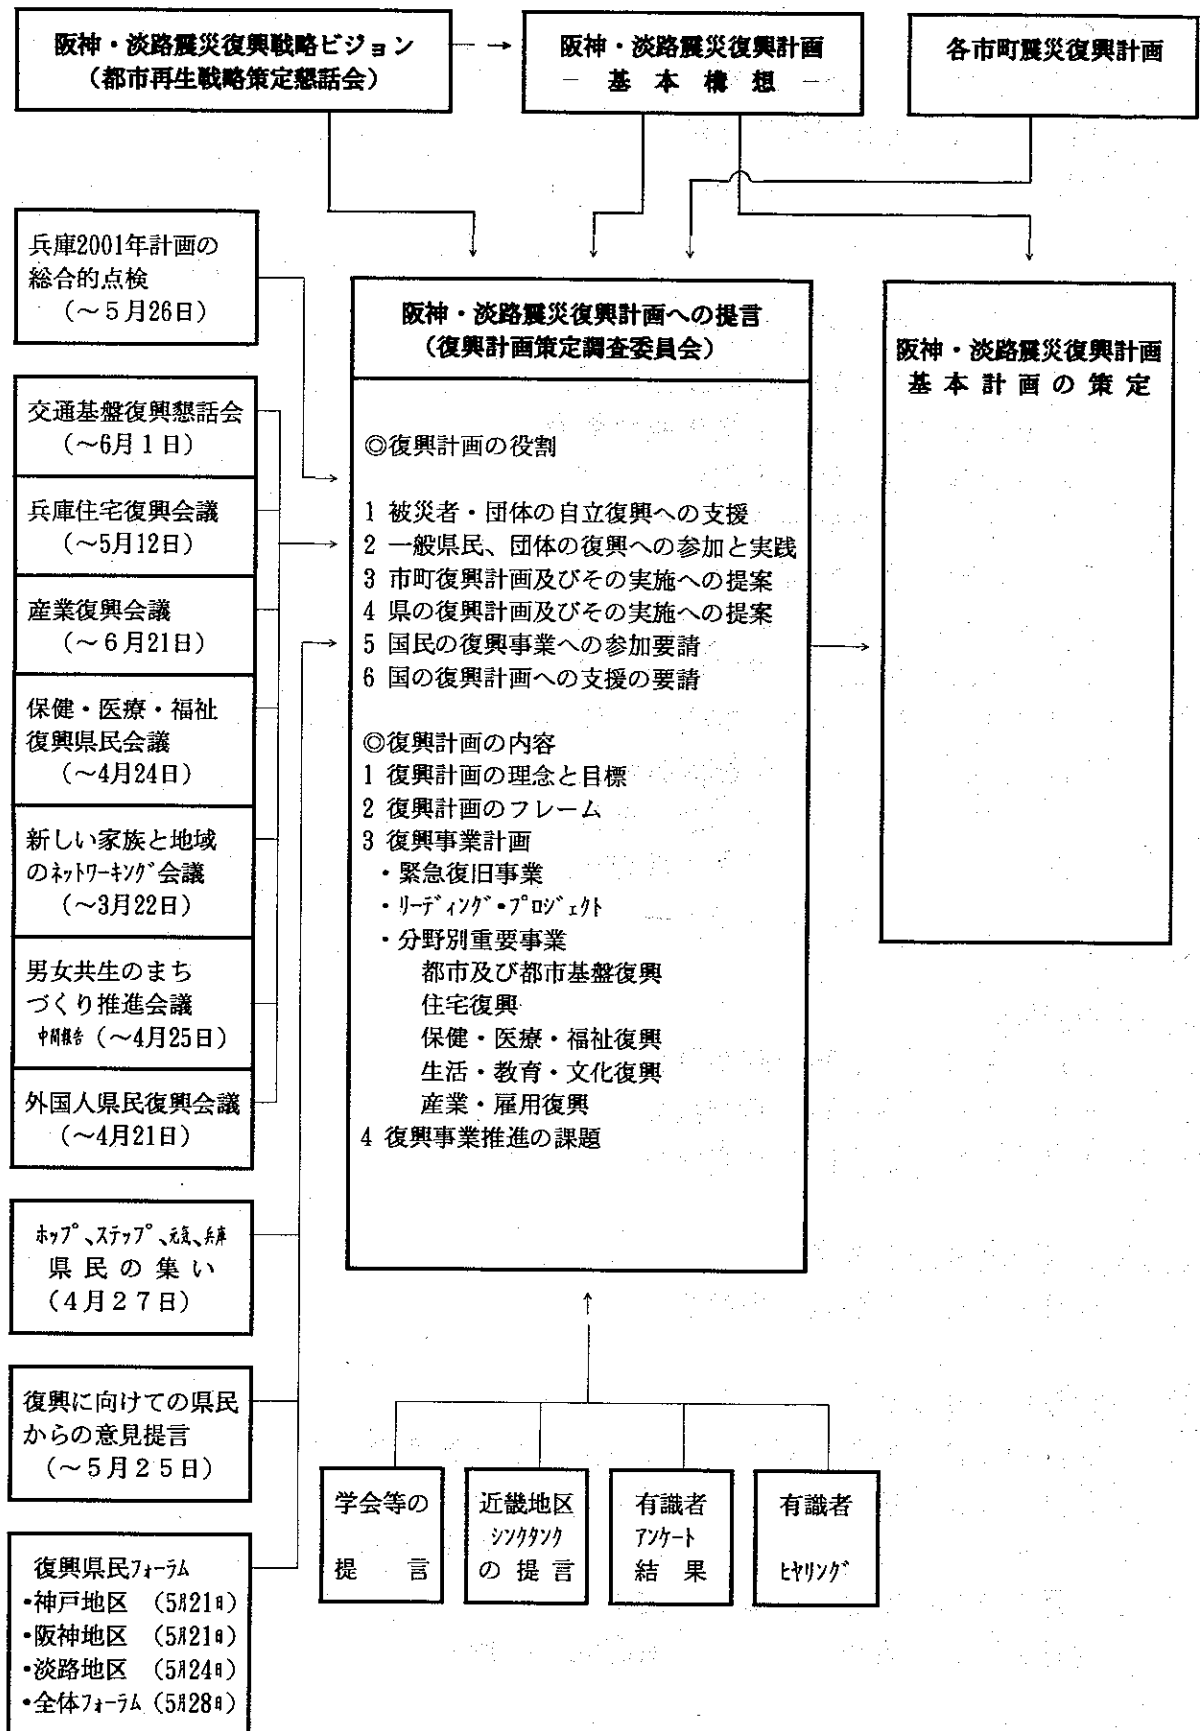 阪神・淡路震災復興戦略ビジョン
（都市再生戦略策定懇話会）
阪神・淡路震災復興計画
－ 基 本 構 想 －
各市町震災復興計画
兵庫2001年計画の
総合的点検
（～５月26日）
交通基盤復興懇話会
（～6月１日）
兵庫住宅復興会議
（～5月12日）
産業復興会議
（～６月21日）
保健・医療・福祉
復興県民会議
（～4月24日）
新しい家族と地域
のﾈｯﾄﾜｰｷﾝｸﾞ会議
（～3月22日）
男女共生のまち
づくり推進会議
中間報告（～4月25日）
外国人県民復興会議
（～4月21日）
ﾎｯﾌﾟ、ｽﾃｯﾌﾟ、元気、兵庫
県 民 の 集 い
（４月２７日）
復興に向けての県民
からの意見提言
（～５月２５日）
復興県民ﾌｫｰﾗﾑ
・神戸地区 （5月21日）
・阪神地区 （5月21日）
・淡路地区 （5月24日）
・全体ﾌｫｰﾗﾑ（5月28日）
阪神・淡路震災復興計画への提言
（復興計画策定調査委員会）
◎復興計画の役割
1 被災者・団体の自立復興への支援
2 一般県民、団体の復興への参加と実践
3 市町復興計画及びその実施への提案
4 県の復興計画及びその実施への提案
5 国民の復興事業への参加要請
6 国の復興計画への支援の要請
◎復興計画の内容
1 復興計画の理念と目標
2 復興計画のフレーム
3 復興事業計画
・緊急復旧事業
・ﾘｰﾃﾞｨﾝｸﾞ・ﾌﾟﾛｼﾞｪｸﾄ
・分野別重要事業
都市及び都市基盤復興
住宅復興
保健・医療・福祉復興
生活・教育・文化復興
産業・雇用復興
4 復興事業推進の課題
阪神・淡路震災復興計画
基 本 計 画 の 策 定
学会等の
提 言
近畿地区
ｼﾝｸﾀﾝｸ
の 提 言
有識者
ｱﾝｹｰﾄ
結 果
有識者
ﾋﾔﾘﾝｸﾞ